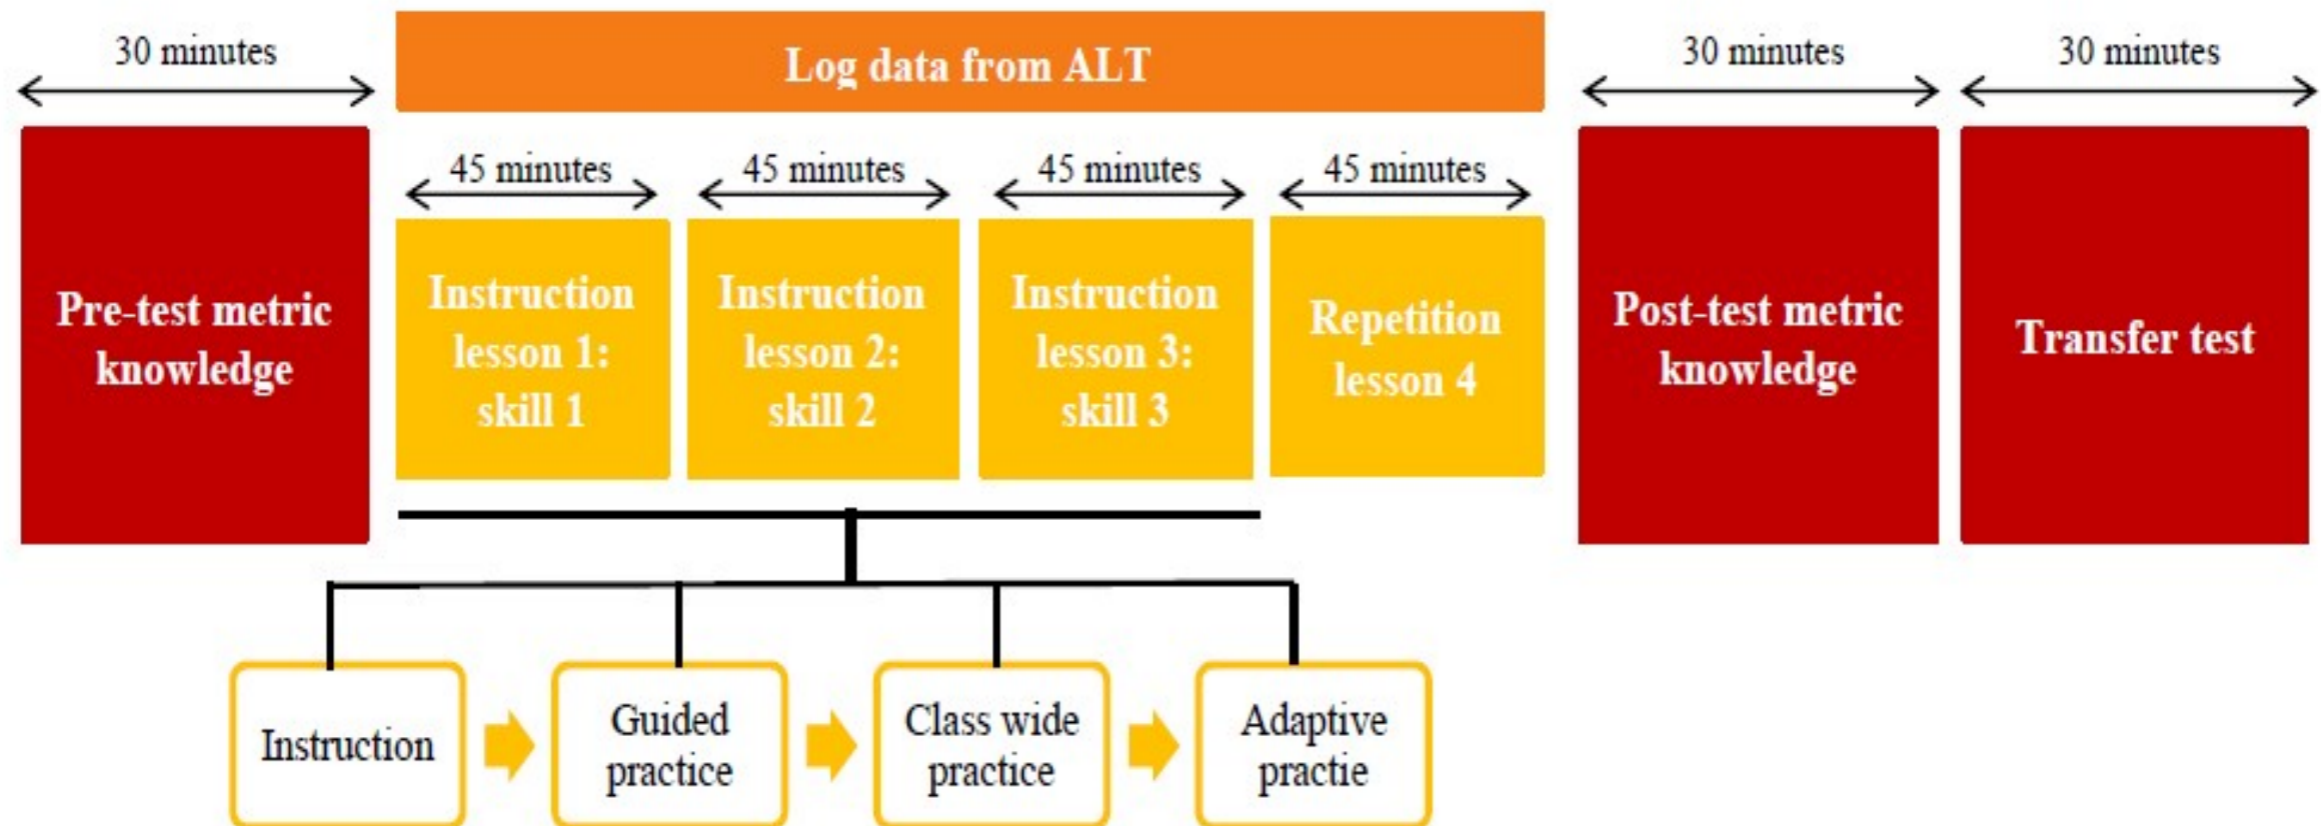 30 minutes
Log data from ALT
30 minutes
30 minutes
Pre-test metric
knowledge
45 minutes
45 minutes
45 minutes
45 minutes
Instruction
lesson 1:
skill 1
Instruction
lesson 2:
skill 2
Instruction
lesson 3:
skill 3
Repetition
lesson 4
Post-test metric
knowledge
Transfer test
Instruction
Guided
practice
Class wide
practice
Adaptive
practie